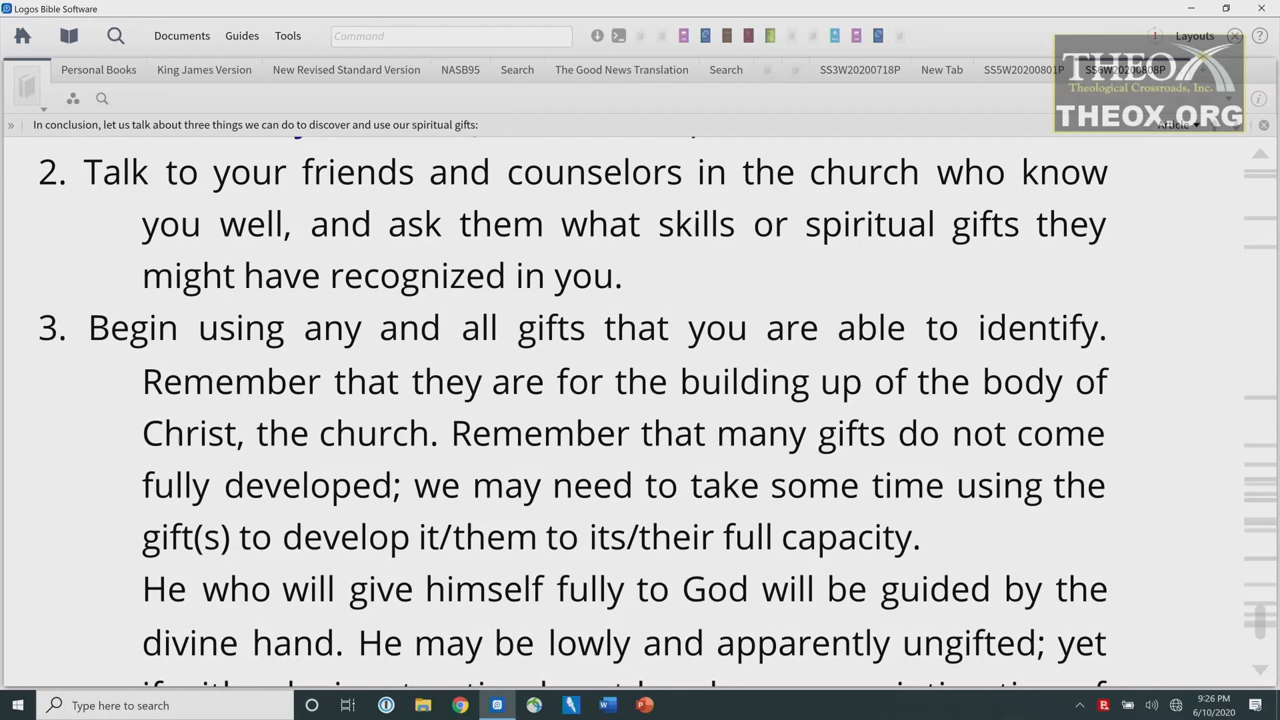 Logos Bible Software
Documents Guides Tools Command Layouts
Personal Books King James Version New Revised Stan 95 Search The Good News Translation Search SS3W20200718P New Tab SS5W20200801P SS6W20200808P
THEOX
Theological Crossroads, Inc.
THEOX.ORG
In conclusion, let us talk about three things we can do to discover and use our spiritual gifts: Article
2. Talk to your friends and counselors in the church who know
you well, and ask them what skills or spiritual gifts they
might have recognized in you.
3. Begin using any and all gifts that you are able to identify.
Remember that they are for the building up of the body of
Christ, the church. Remember that many gifts do not come
fully developed; we may need to take some time using the
gift(s) to develop it/them to its/their full capacity.
He who will give himself fully to God will be guided by the
divine hand. He may be lowly and apparently ungifted; yet
Type here to search
9:26 PM
6/10/2020